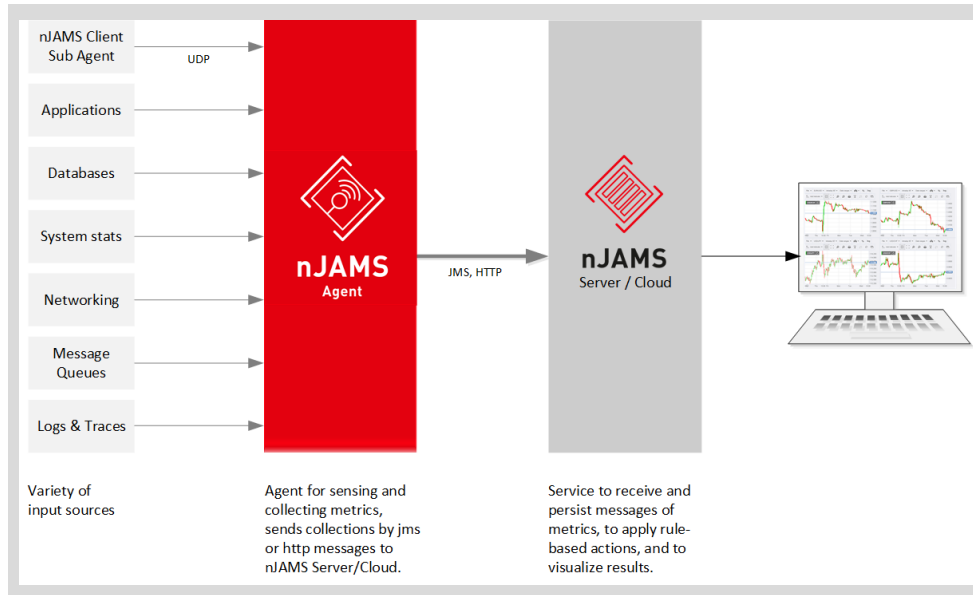 nJAMS Client
Sub Agent
UDP
Applications
Databases
System stats
Networking
Message
Queues
Logs & Traces
nJAMS
Agent
JMS, HTTP
nJAMS
Server / Cloud
Variety of
input sources
Agent for sensing and
collecting metrics,
sends collections by jms
or http messages to
nJAMS Server/Cloud.
Service to receive and
persist messages of
metrics, to apply rule-
based actions, and to
visualize results.